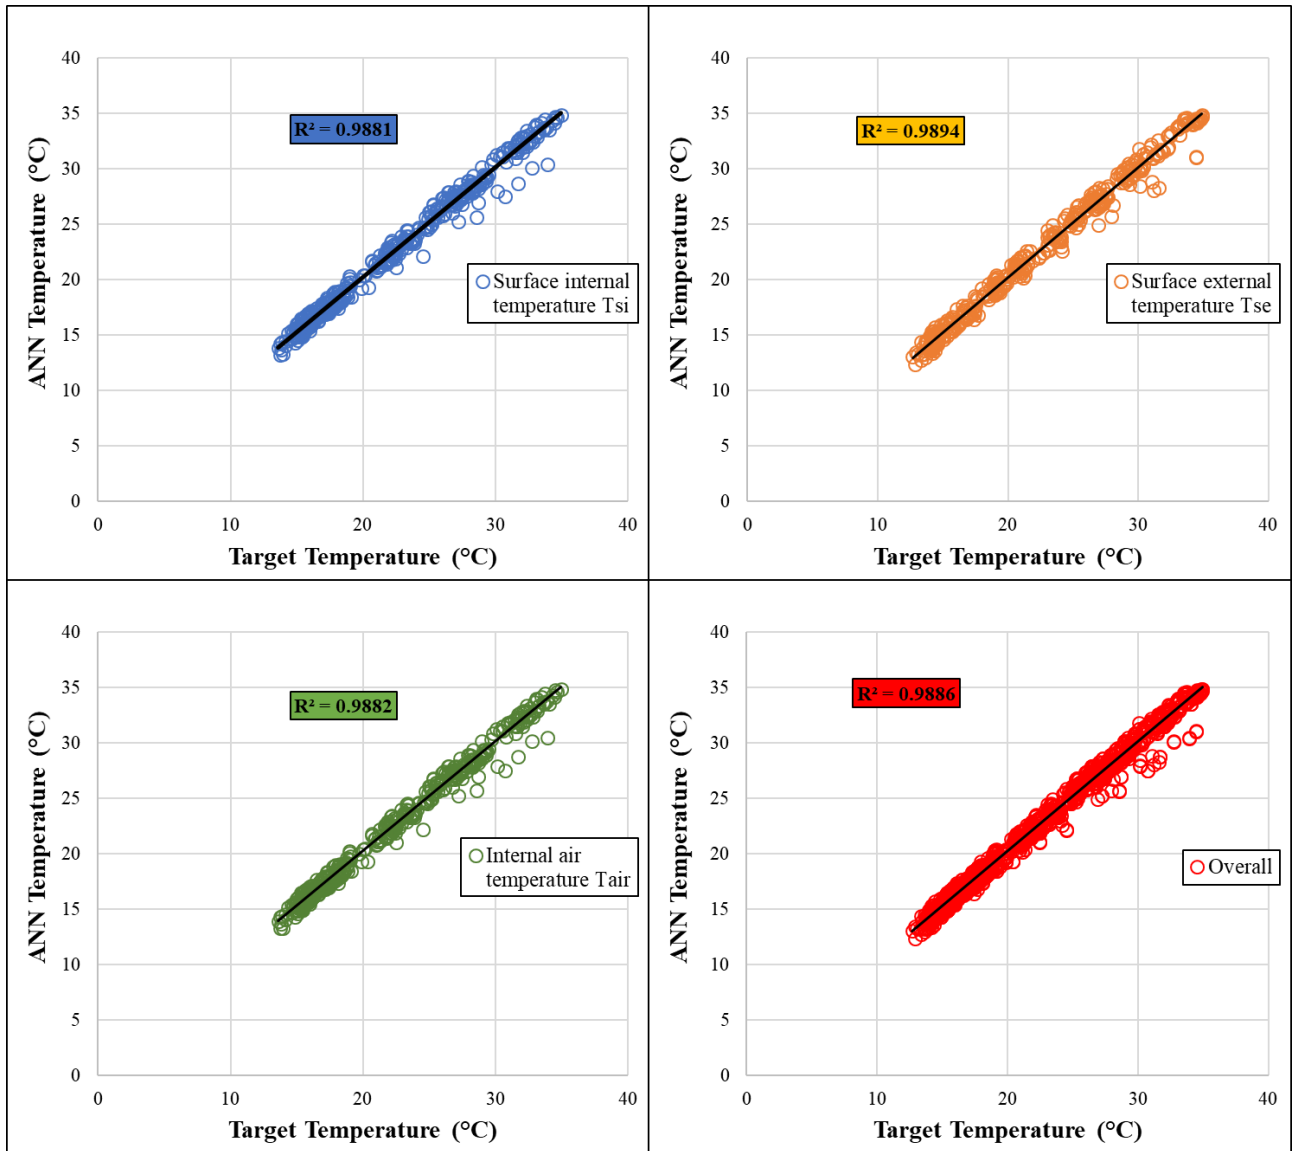 40
35
30
25
20
15
10
5
0
0 10 20 30 40
ANN Temperature (°C)
Target Temperature (°C)
R² = 0.9881
Surface internal
temperature Tsi
40
35
30
25
20
15
10
5
0
0 10 20 30 40
ANN Temperature (°C)
Target Temperature (°C)
R² = 0.9894
Surface external
temperature Tse
40
35
30
25
20
15
10
5
0
0 10 20 30 40
ANN Temperature (°C)
Target Temperature (°C)
R² = 0.9882
Internal air
temperature Tair
40
35
30
25
20
15
10
5
0
0 10 20 30 40
ANN Temperature (°C)
Target Temperature (°C)
R² = 0.9886
Overall